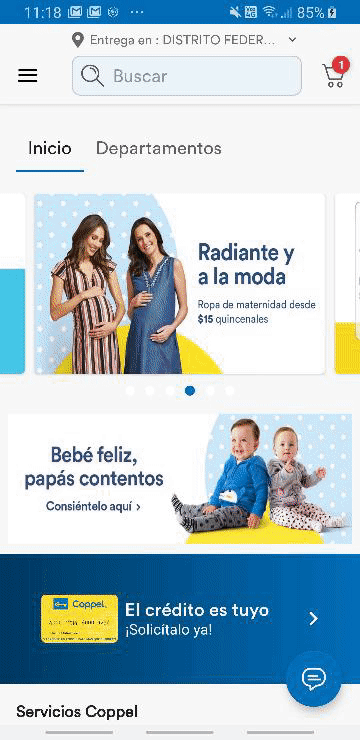 11:18
85%
Entrega en : DISTRITO FEDER...
Buscar
1
Inicio
Departamentos
Radiante y
a la moda
Ropa de maternidad desde
$15 quincenales
Bebé feliz,
papás contentos
Consiéntelo aquí >
Coppel.
El crédito es tuyo
¡Solicítalo ya!
Servicios Coppel